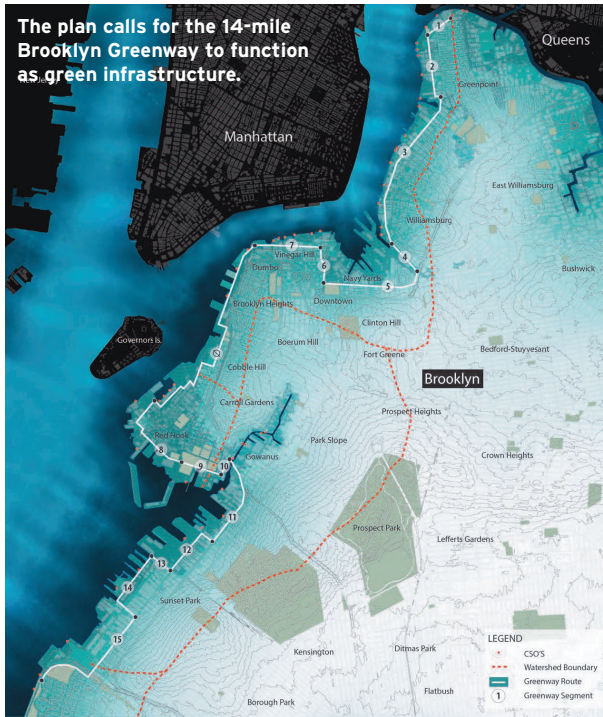 The plan calls for the 14-mile
Brooklyn Greenway to function
as green infrastructure.
New Jersey
Queens
Manhattan
1
2
Greenpoint
3
East Williamsburg
Williamsburg
7
4
Vinegar Hill
Dumbo
6
Navy Yards
5
Bushwick
Brooklyn Heights
Downtown
Clinton Hill
Governors Is.
Boerum Hill
Fort Greene
Bedford-Stuyvesant
Cobble Hill
Brooklyn
Carroll Gardens
Prospect Heights
Red Hook
Park Slope
8
Gowanus
Crown Heights
9
10
11
Prospect Park
12
Lefferts Gardens
13
14
Sunset Park
15
Kensington
Ditmas Park
Flatbush
Borough Park
LEGEND
CSO'S
Watershed Boundary
Greenway Route
1
Greenway Segment